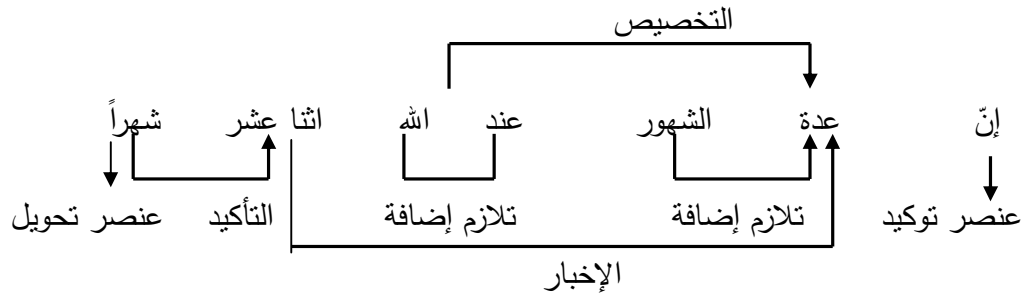 التخصيص
إنّ عدة الشهور عند الله اثنا عشر شهراً
عنصر توكيد تلازم إضافة تلازم إضافة التأكيد عنصر تحويل
الإخبار